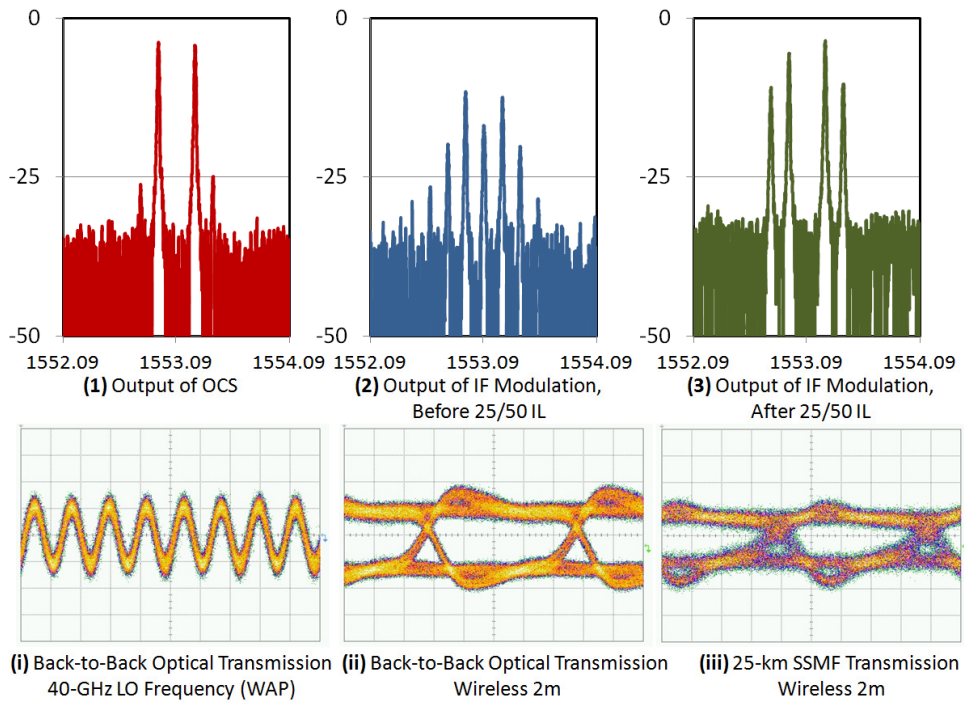 0
-25
-50
1552.09 1553.09 1554.09
(1) Output of OCS
0
-25
-50
1552.09 1553.09 1554.09
(2) Output of IF Modulation,
Before 25/50 IL
0
-25
-50
1552.09 1553.09 1554.09
(3) Output of IF Modulation,
After 25/50 IL
(i) Back-to-Back Optical Transmission
40-GHz LO Frequency (WAP)
(ii) Back-to-Back Optical Transmission
Wireless 2m
(iii) 25-km SSMF Transmission
Wireless 2m